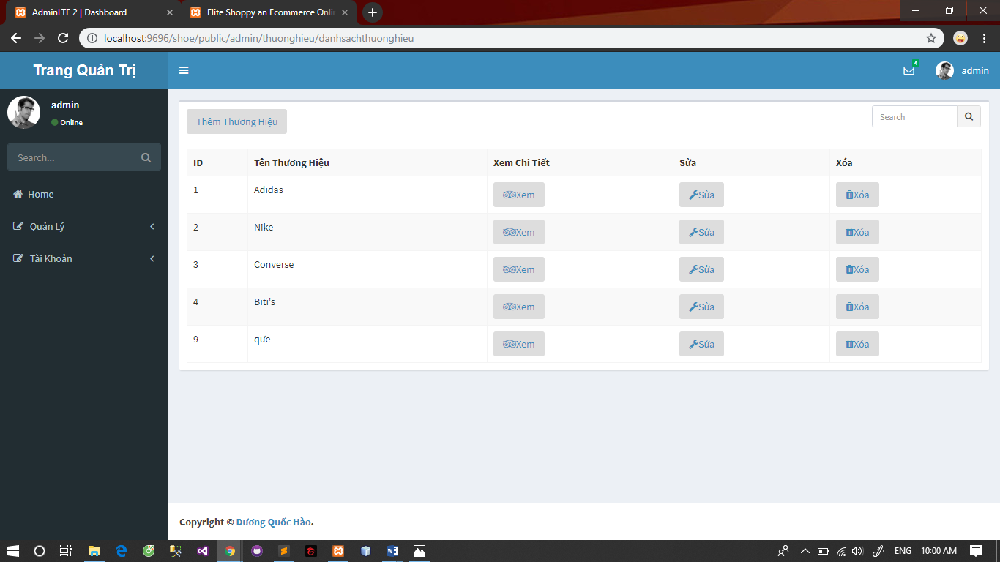 AdminLTE 2 | Dashboard
Elite Shoppy an Ecommerce Onlin
localhost:9696/shoe/public/admin/thuonghieu/danhsachthuonghieu
Trang Quản Trị
4
admin
admin
Online
Search...
Home
Quản Lý
Tài Khoản
Thêm Thương Hiệu
Search
ID Tên Thương Hiệu Xem Chi Tiết Sửa Xóa
1 Adidas Xem Sửa Xóa
2 Nike Xem Sửa Xóa
3 Converse Xem Sửa Xóa
4 Biti's Xem Sửa Xóa
9 qưe Xem Sửa Xóa
Copyright © Dương Quốc Hào.
ENG 10:00 AM